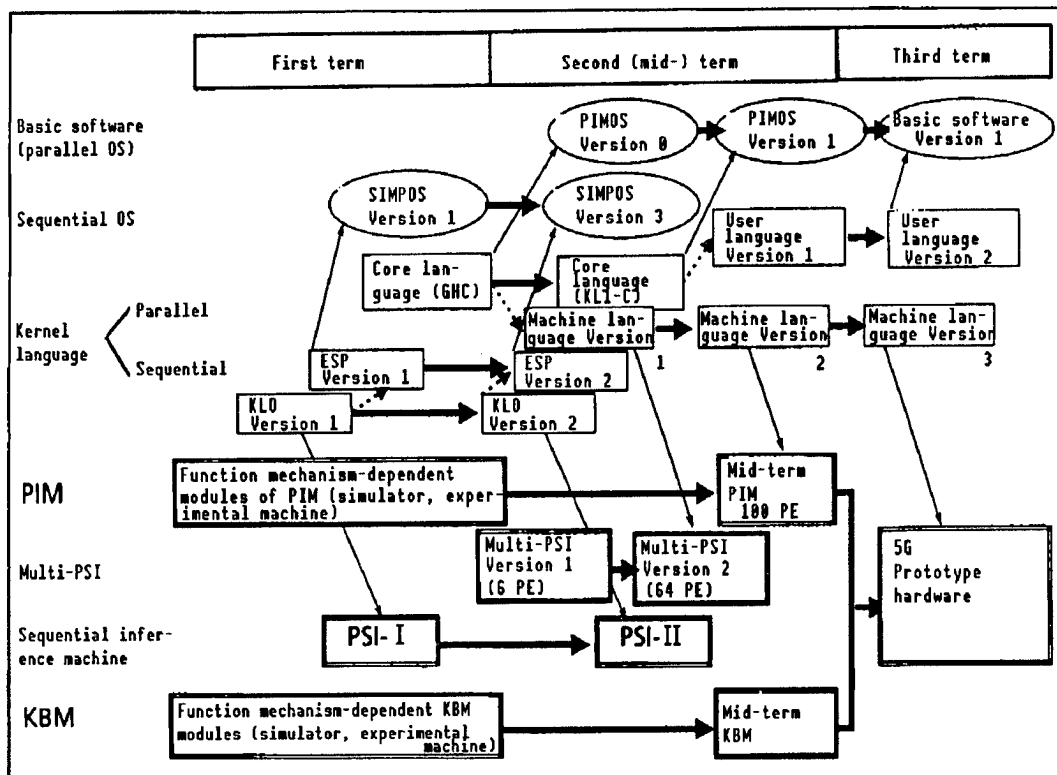 First term
Second (mid-) term
Third term
Basic software
(parallel OS)
PIMOS
Version 0
PIMOS
Version 1
Basic software
Version 1
Sequential OS
SIMPOS
Version 1
SIMPOS
Version 3
User
language
Version 1
User
language
Version 2
Core lan-
guage (GHC)
Core
language
(KL1-C)
Kernel
language
Parallel
Sequential
Machine lan-
guage Version
1
Machine lan-
guage Version
2
Machine lan-
guage Version
3
ESP
Version 1
ESP
Version 2
KL0
Version 1
KL0
Version 2
PIM
Function mechanism-dependent
modules of PIM (simulator, exper-
imental machine)
Mid-term
PIM
100 PE
Multi-PSI
Multi-PSI
Version 1
(6 PE)
Multi-PSI
Version 2
(64 PE)
5G
Prototype
hardware
Sequential infer-
ence machine
PSI-I
PSI-II
KBM
Function mechanism-dependent KBM
modules (simulator, experimental
machine)
Mid-term
KBM